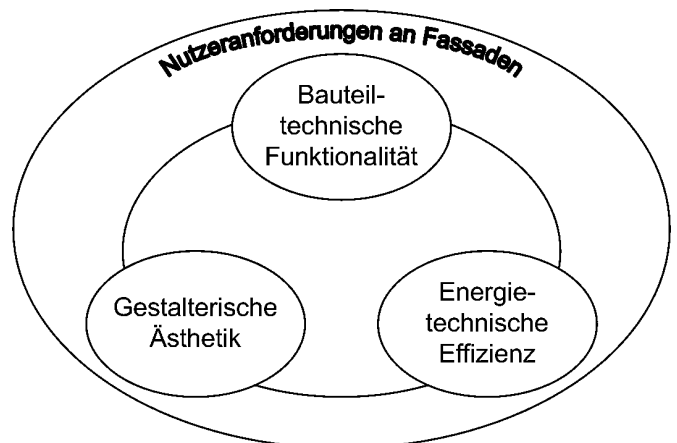 Nutzeranforderungen an Fassaden
Bauteil-
technische
Funktionalität
Gestalterische
Ästhetik
Energie-
technische
Effizienz